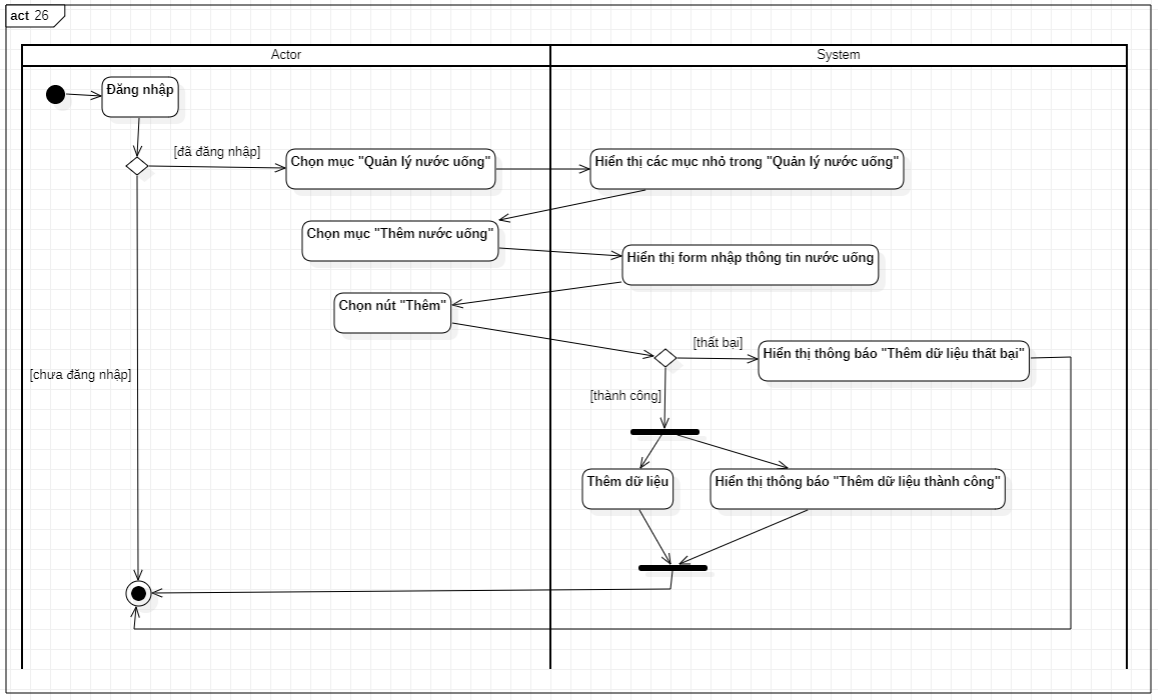 act 26
Actor
System
Đăng nhập
[đã đăng nhập]
Chọn mục "Quản lý nước uống"
Hiển thị các mục nhỏ trong "Quản lý nước uống"
Chọn mục "Thêm nước uống"
Hiển thị form nhập thông tin nước uống
Chọn nút "Thêm"
[thất bại]
Hiển thị thông báo "Thêm dữ liệu thất bại"
[chưa đăng nhập]
[thành công]
Thêm dữ liệu
Hiển thị thông báo "Thêm dữ liệu thành công"